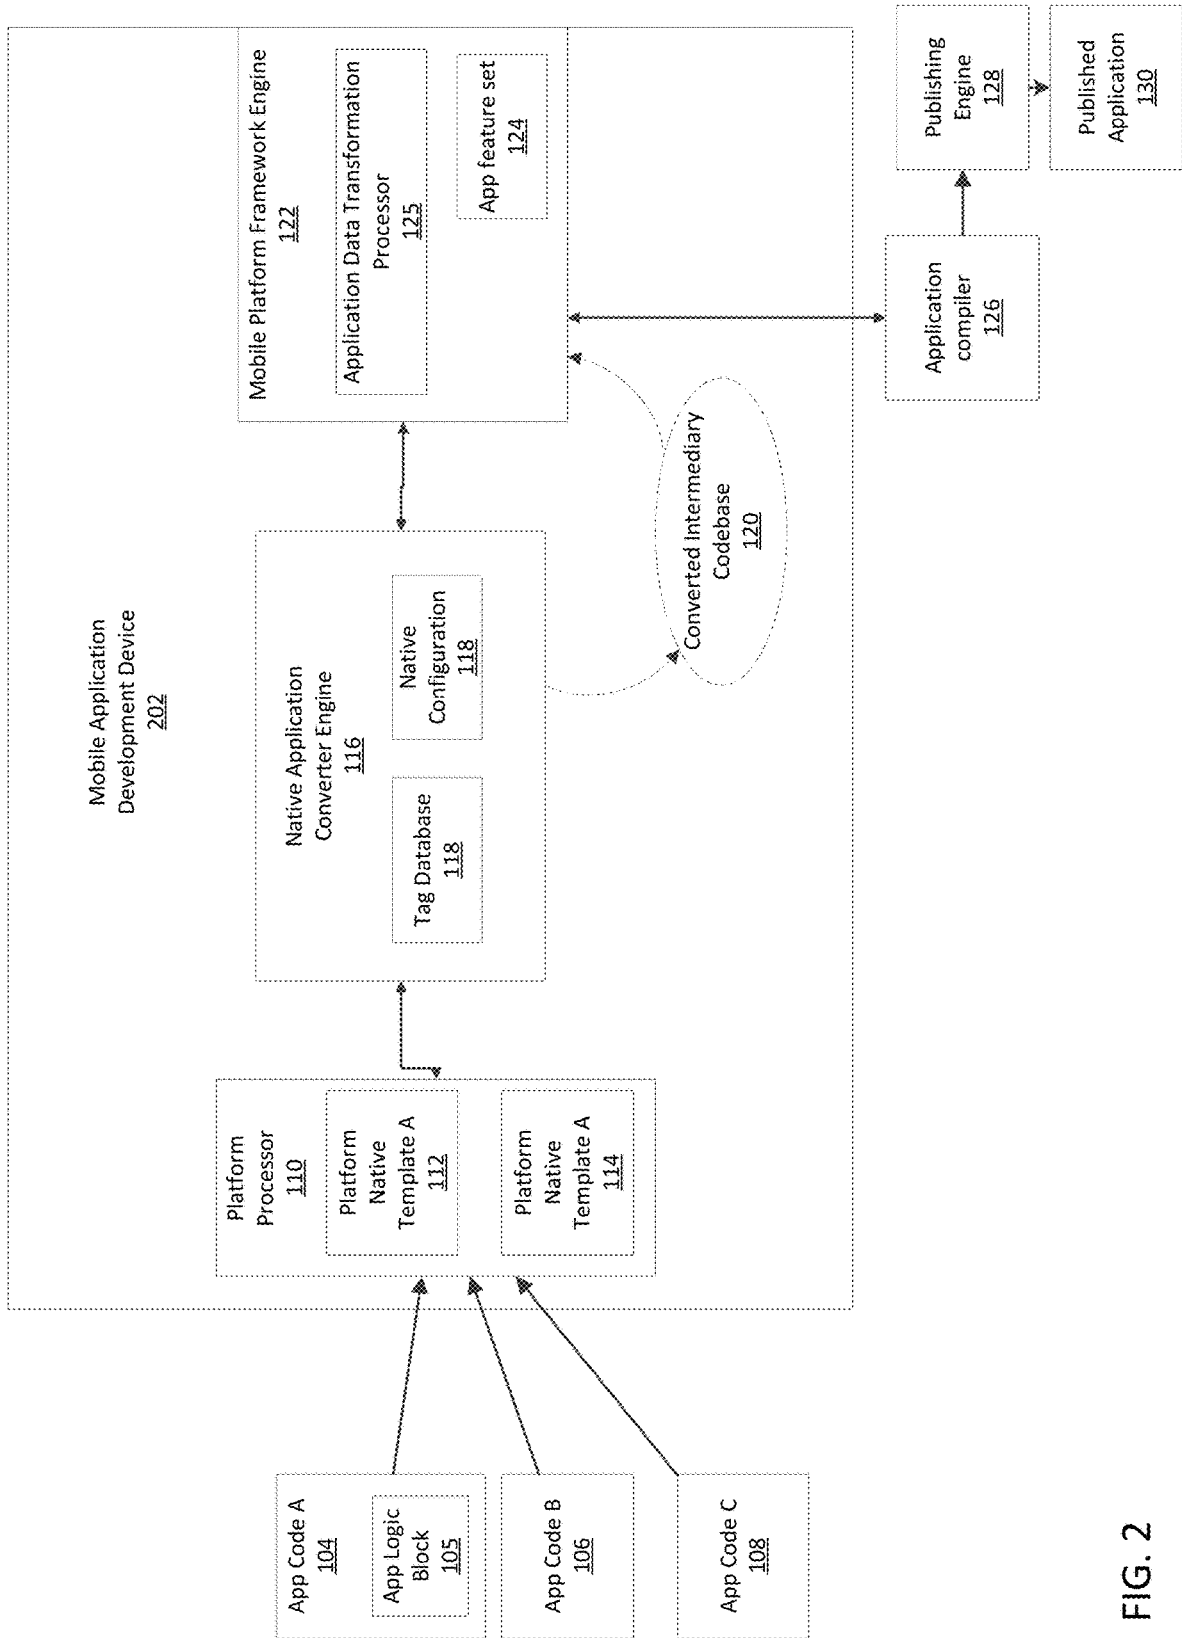 Mobile Application
Development Device
202
App Code A
104
App Logic
Block
105
App Code B
106
App Code C
108
Platform
Processor
110
Platform
Native
Template A
112
Platform
Native
Template A
114
Native Application
Converter Engine
116
Tag Database
118
Native
Configuration
118
Converted Intermediary
Codebase
120
Mobile Platform Framework Engine
122
Application Data Transformation
Processor
125
App feature set
124
Application
compiler
126
Publishing
Engine
128
Published
Application
130
FIG. 2